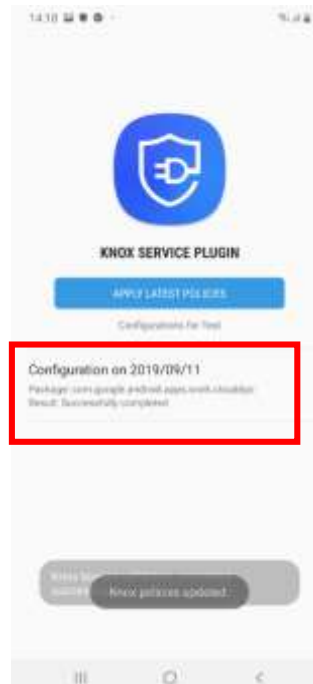 14:10
KNOX SERVICE PLUGIN
APPLY LATEST POLICIES
Configurations for Test
Configuration on 2019/09/11
Package: com.google.android.apps.work.clouddpc
Result: Successfully completed
Knox policies updated.